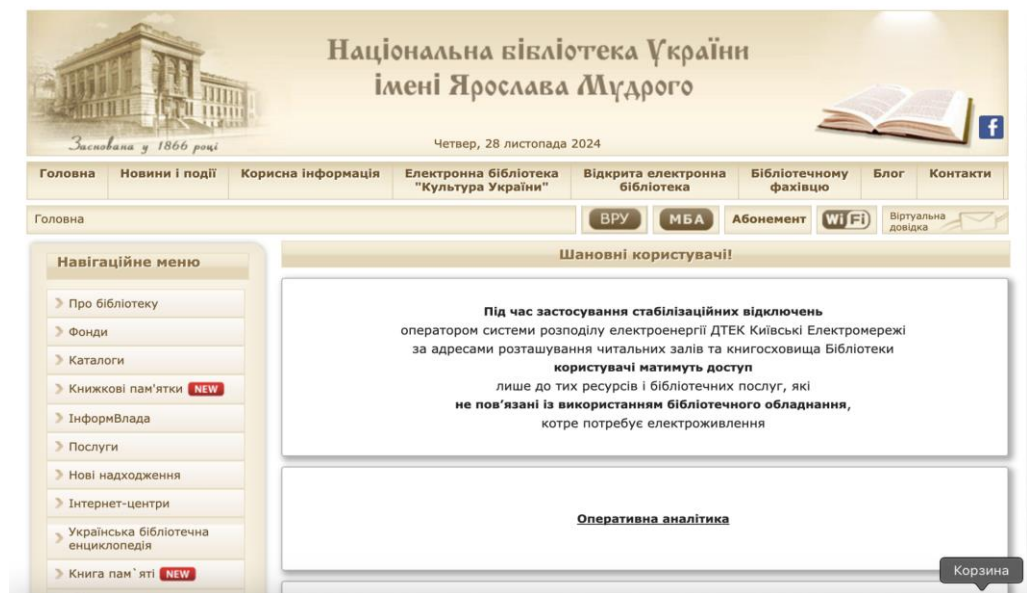 Національна бібліотека України
імені Ярослава Мудрого
Заснована у 1866 році
Четвер, 28 листопада 2024
f
Головна
Новини і події
Корисна інформація
Електронна бібліотека
"Культура України"
Відкрита електронна
бібліотека
Бібліотечному
фахівцю
Блог
Контакти
Головна
ВРУ
МБА
Абонемент
WiFi
Віртуальна
довідка
Навігаційне меню
Про бібліотеку
Фонди
Каталоги
Книжкові пам'ятки NEW
ІнформВлада
Послуги
Нові надходження
Інтернет-центри
Українська бібліотечна
енциклопедія
Книга пам`яті NEW
Шановні користувачі!
Під час застосування стабілізаційних відключень
оператором системи розподілу електроенергії ДТЕК Київські Електромережі
за адресами розташування читальних залів та книгосховища Бібліотеки
користувачі матимуть доступ
лише до тих ресурсів і бібліотечних послуг, які
не пов’язані із використанням бібліотечного обладнання,
котре потребує електроживлення
Оперативна аналітика
Корзина